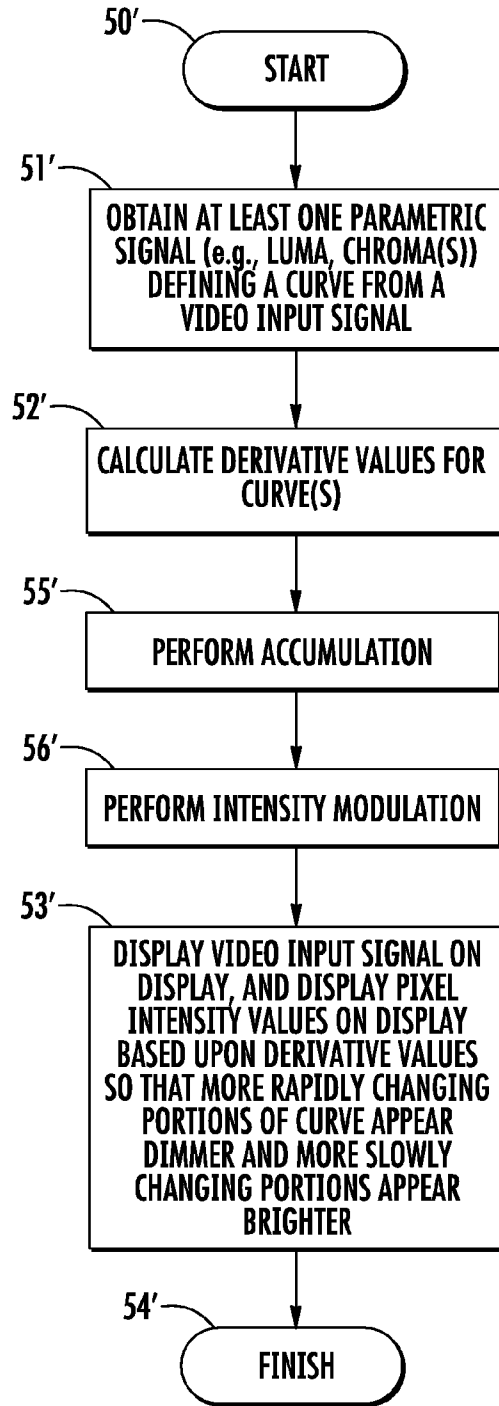 50'
START
51'
OBTAIN AT LEAST ONE PARAMETRIC
SIGNAL (e.g., LUMA, CHROMA(S))
DEFINING A CURVE FROM A
VIDEO INPUT SIGNAL
52'
CALCULATE DERIVATIVE VALUES FOR
CURVE(S)
55'
PERFORM ACCUMULATION
56'
PERFORM INTENSITY MODULATION
53'
DISPLAY VIDEO INPUT SIGNAL ON
DISPLAY, AND DISPLAY PIXEL
INTENSITY VALUES ON DISPLAY
BASED UPON DERIVATIVE VALUES
SO THAT MORE RAPIDLY CHANGING
PORTIONS OF CURVE APPEAR
DIMMER AND MORE SLOWLY
CHANGING PORTIONS APPEAR
BRIGHTER
54'
FINISH